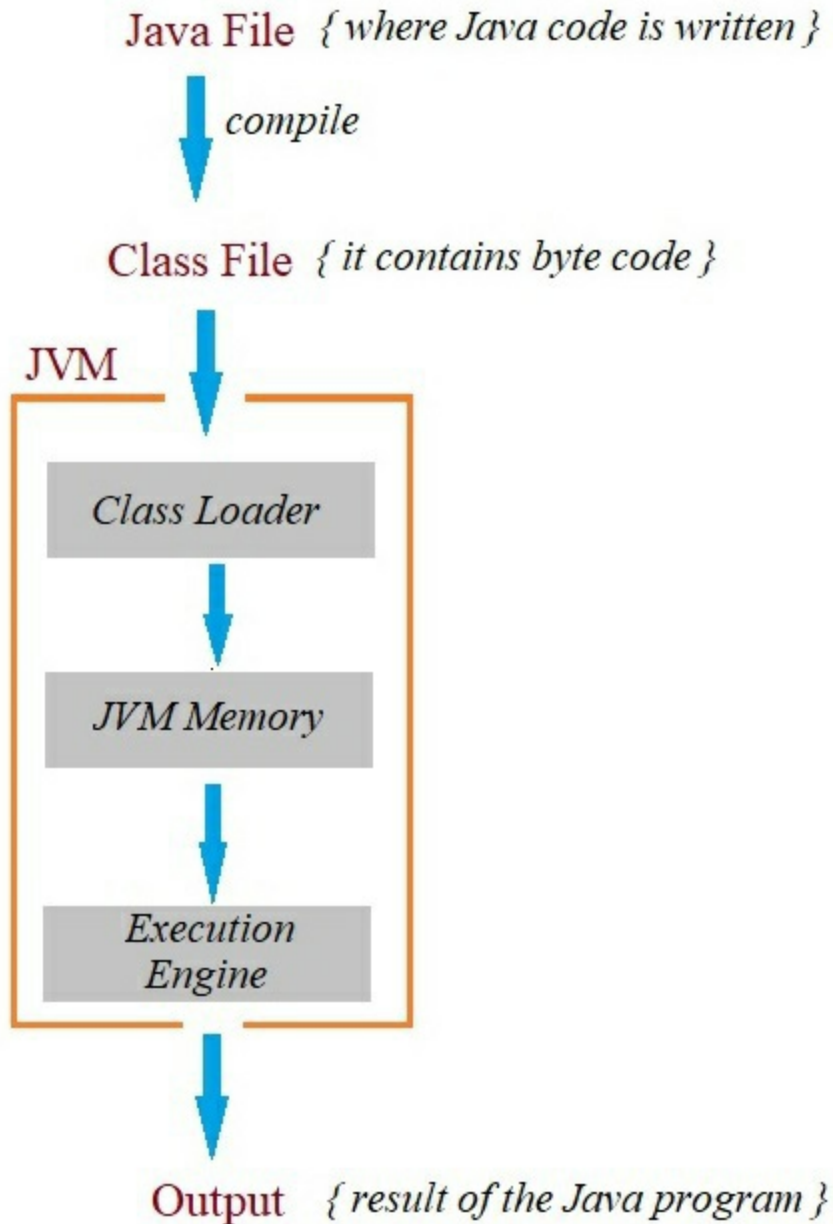 Java File { where Java code is written }
compile
Class File { it contains byte code }
JVM
Class Loader
JVM Memory
Execution
Engine
Output { result of the Java program }